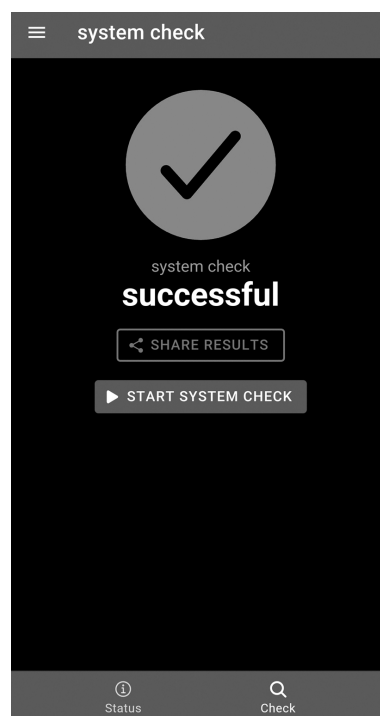 system check
system check
successful
SHARE RESULTS
START SYSTEM CHECK
Status
Check